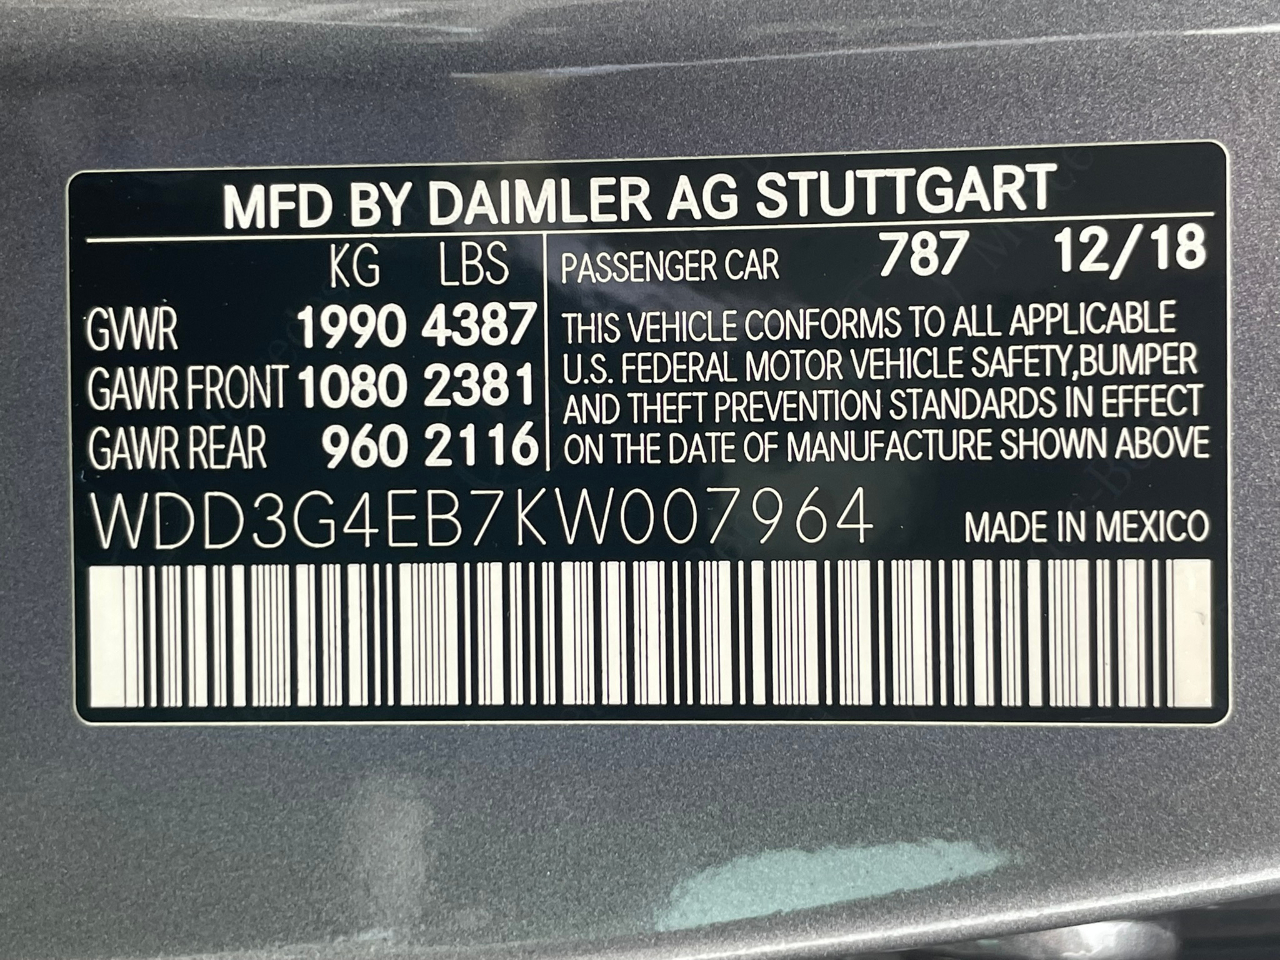 MFD BY DAIMLER AG STUTTGART
KG LBS
GVWR 1990 4387
GAWR FRONT 1080 2381
GAWR REAR 960 2116
PASSENGER CAR 787 12/18
THIS VEHICLE CONFORMS TO ALL APPLICABLE
U.S. FEDERAL MOTOR VEHICLE SAFETY,BUMPER
AND THEFT PREVENTION STANDARDS IN EFFECT
ON THE DATE OF MANUFACTURE SHOWN ABOVE
WDD3G4EB7KW007964
MADE IN MEXICO